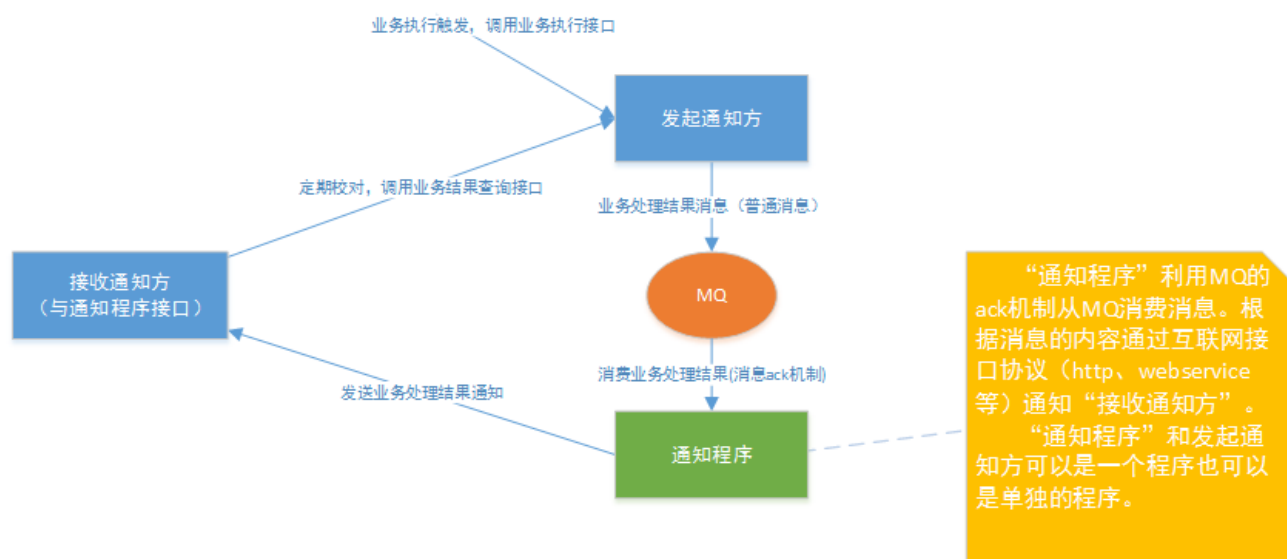 业务执行触发，调用业务执行接口
发起通知方
定期校对，调用业务结果查询接口
业务处理结果消息（普通消息）
接收通知方
（与通知程序接口）
MQ
消费业务处理结果(消息ack机制)
发送业务处理结果通知
通知程序
“通知程序”利用MQ的
ack机制从MQ消费消息。根
据消息的内容通过互联网接
口协议（http、webservice
等）通知“接收通知方”。
“通知程序”和发起通
知方可以是一个程序也可以
是单独的程序。